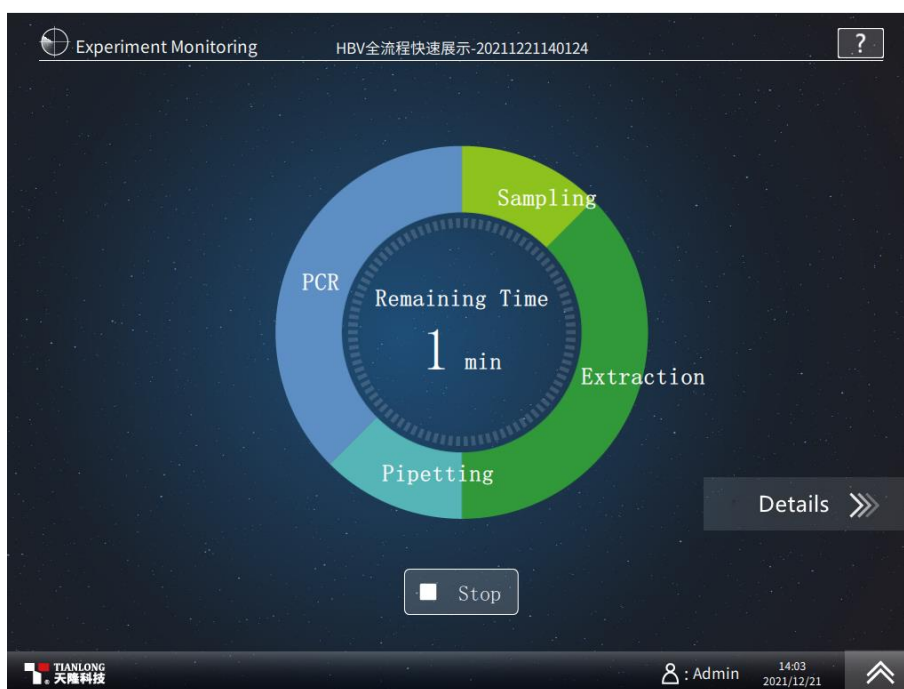 Experiment Monitoring
HBV全流程快速展示-20211221140124
?
Sampling
PCR
Remaining Time
1 min
Extraction
Pipetting
Details
Stop
TIANLONG
天隆科技
: Admin
14:03
2021/12/21